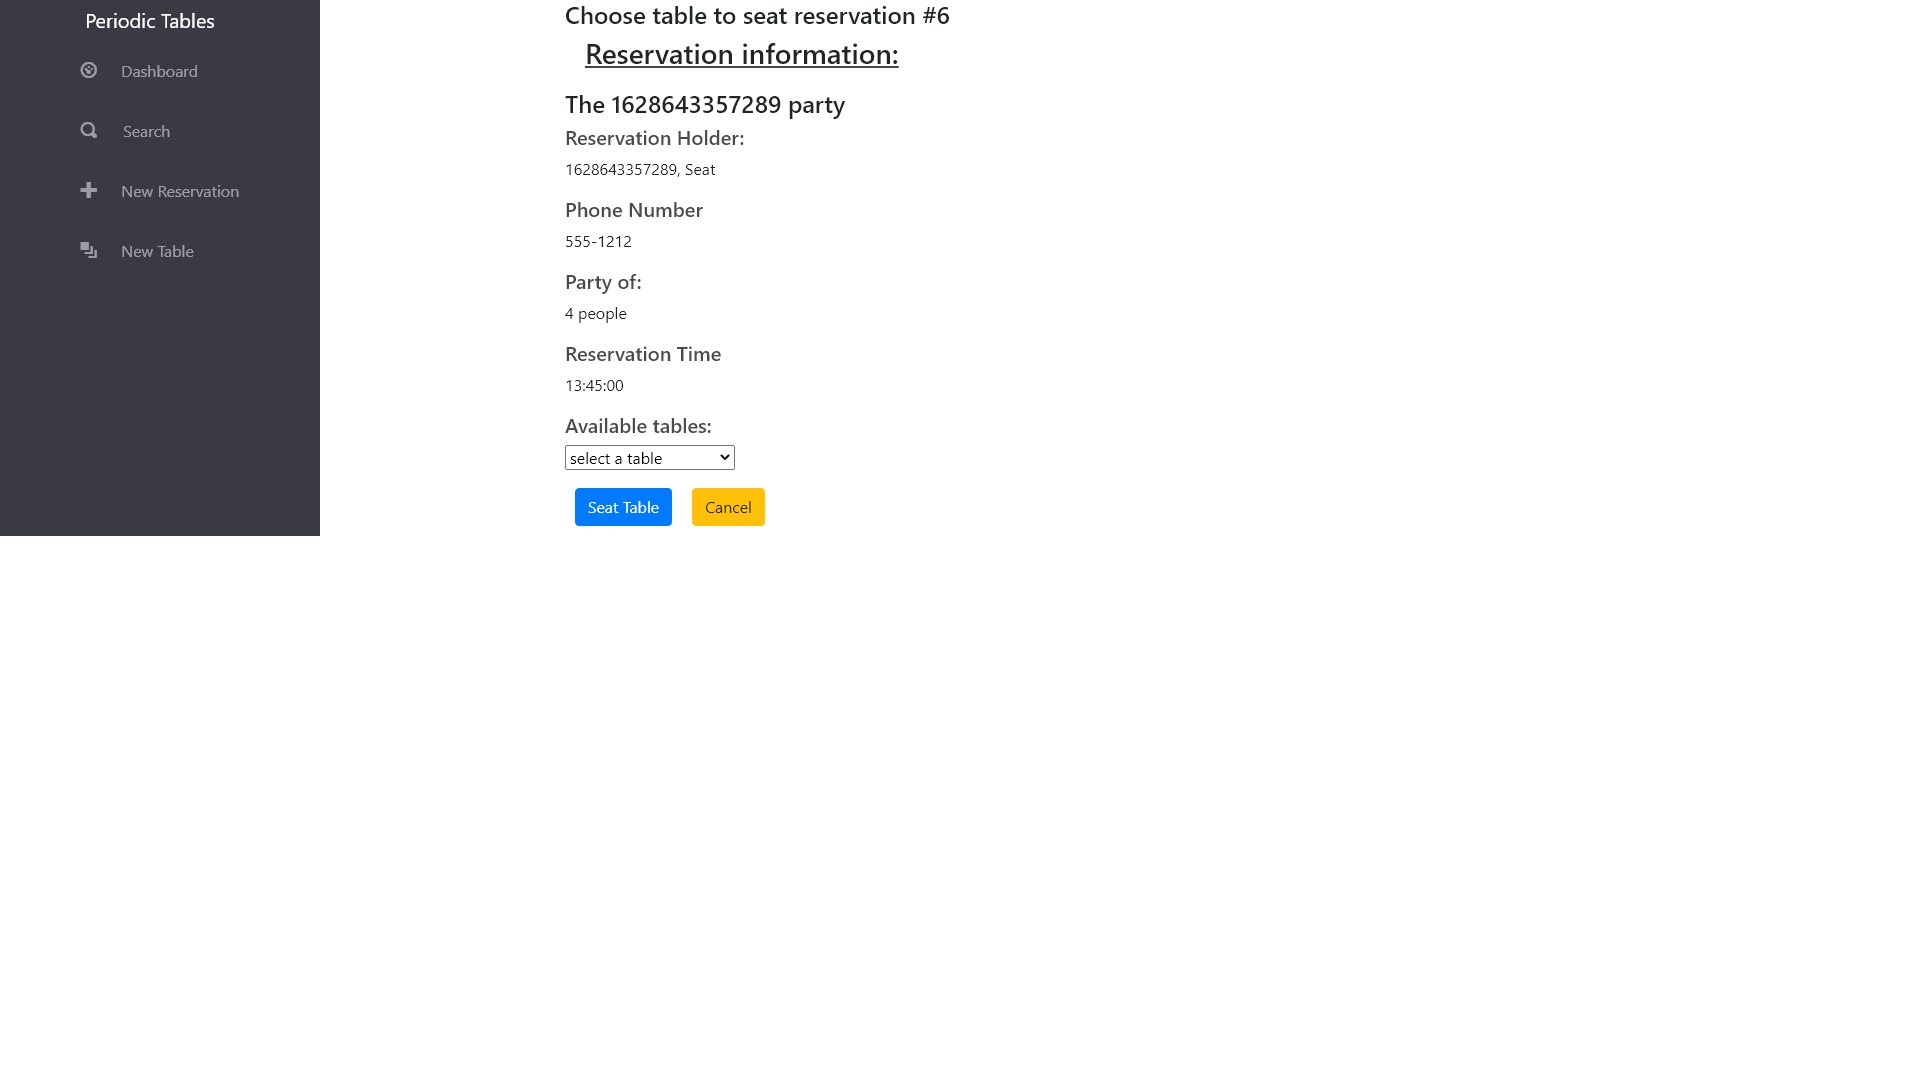 Periodic Tables
Dashboard
Search
New Reservation
New Table
Choose table to seat reservation #6
Reservation information:
The 1628643357289 party
Reservation Holder:
1628643357289, Seat
Phone Number
555-1212
Party of:
4 people
Reservation Time
13:45:00
Available tables:
select a table
Seat Table
Cancel